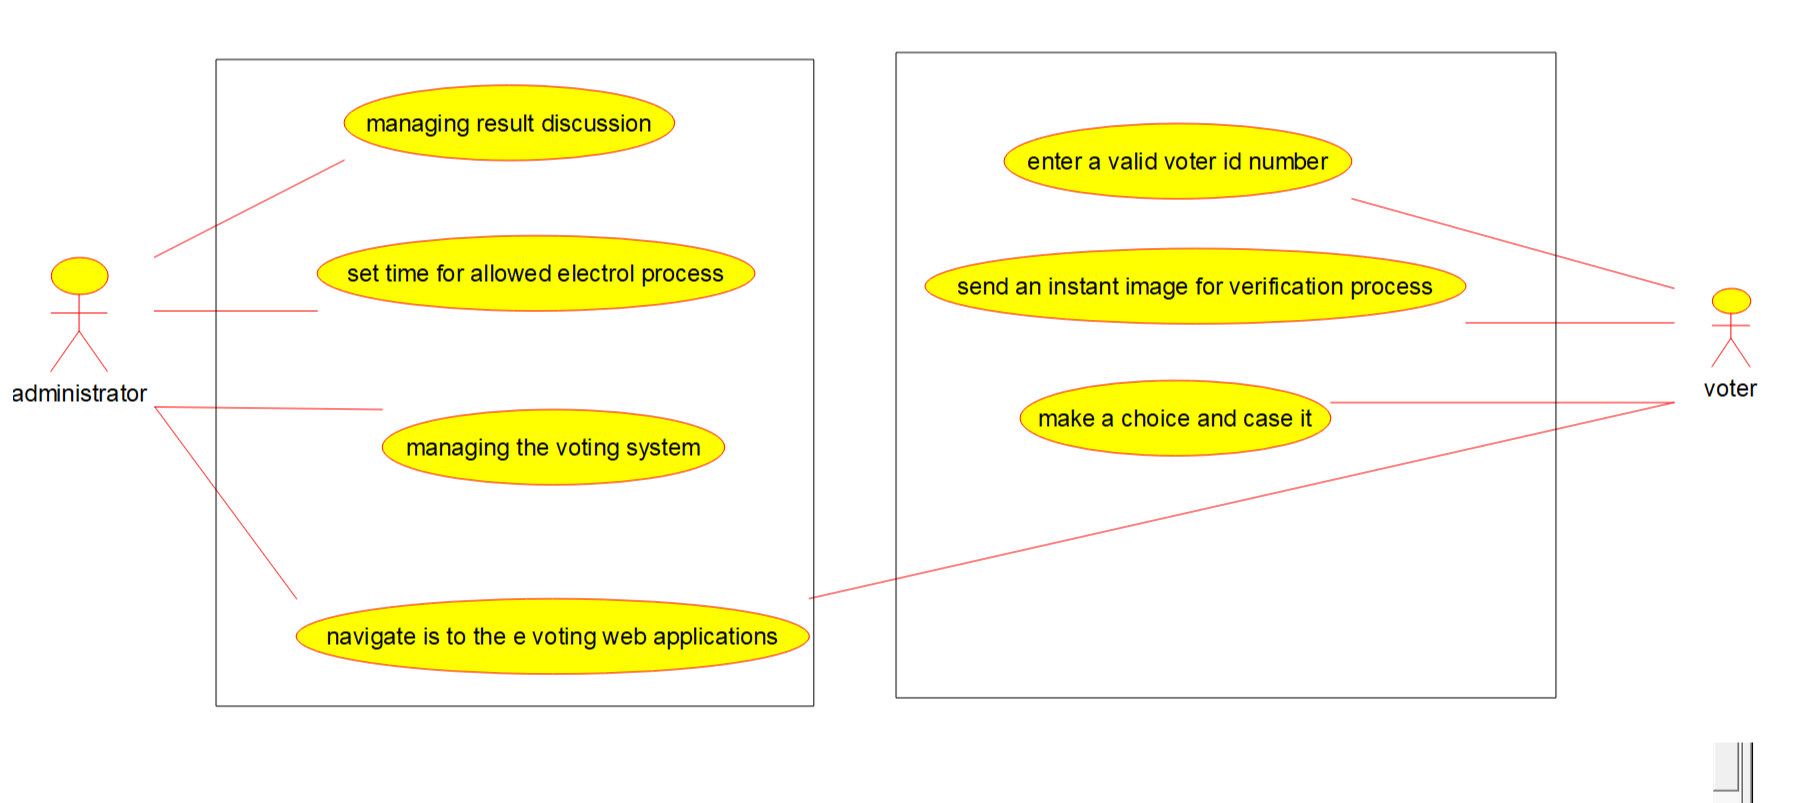 managing result discussion
set time for allowed electrol process
administrator
managing the voting system
navigate is to the e voting web applications
enter a valid voter id number
send an instant image for verification process
voter
make a choice and case it